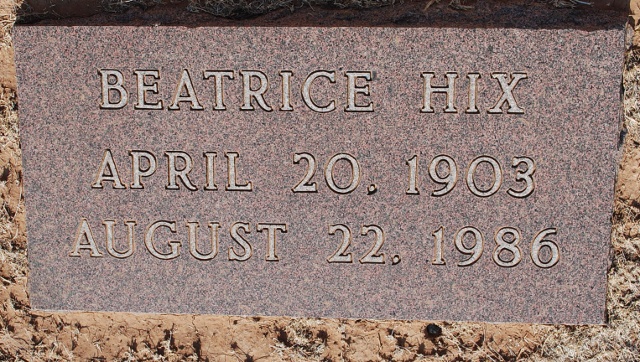 BEATRICE HIX
APRIL 20, 1903
AUGUST 22, 1986